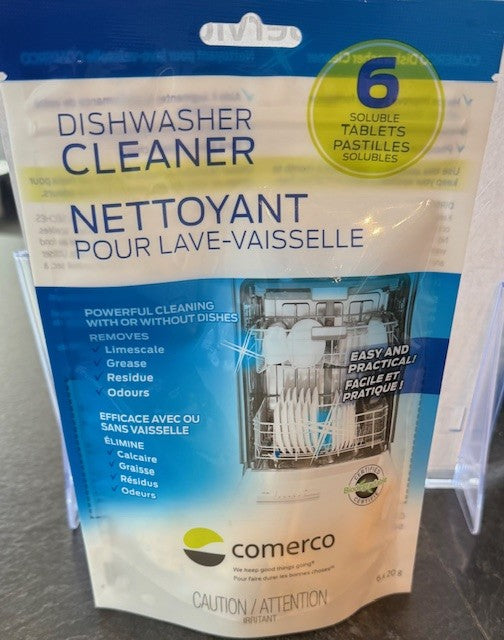 DISHWASHER
CLEANER
6
SOLUBLE
TABLETS
PASTILLES
SOLUBLES
NETTOYANT
POUR LAVE-VAISSELLE
POWERFUL CLEANING
WITH OR WITHOUT DISHES
REMOVES
✓ Limescale
✓ Grease
✓ Residue
✓ Odours
EASY AND
PRACTICAL!
FACILE ET
PRATIQUE !
EFFICACE AVEC OU
SANS VAISSELLE
ÉLIMINE
✓ Calcaire
✓ Graisse
✓ Résidus
✓ Odeurs
CERTIFIED
comerco
We keep good things going®
Pour faire durer les bonnes choses®
6 x 20 g
CAUTION / ATTENTION
IRRITANT